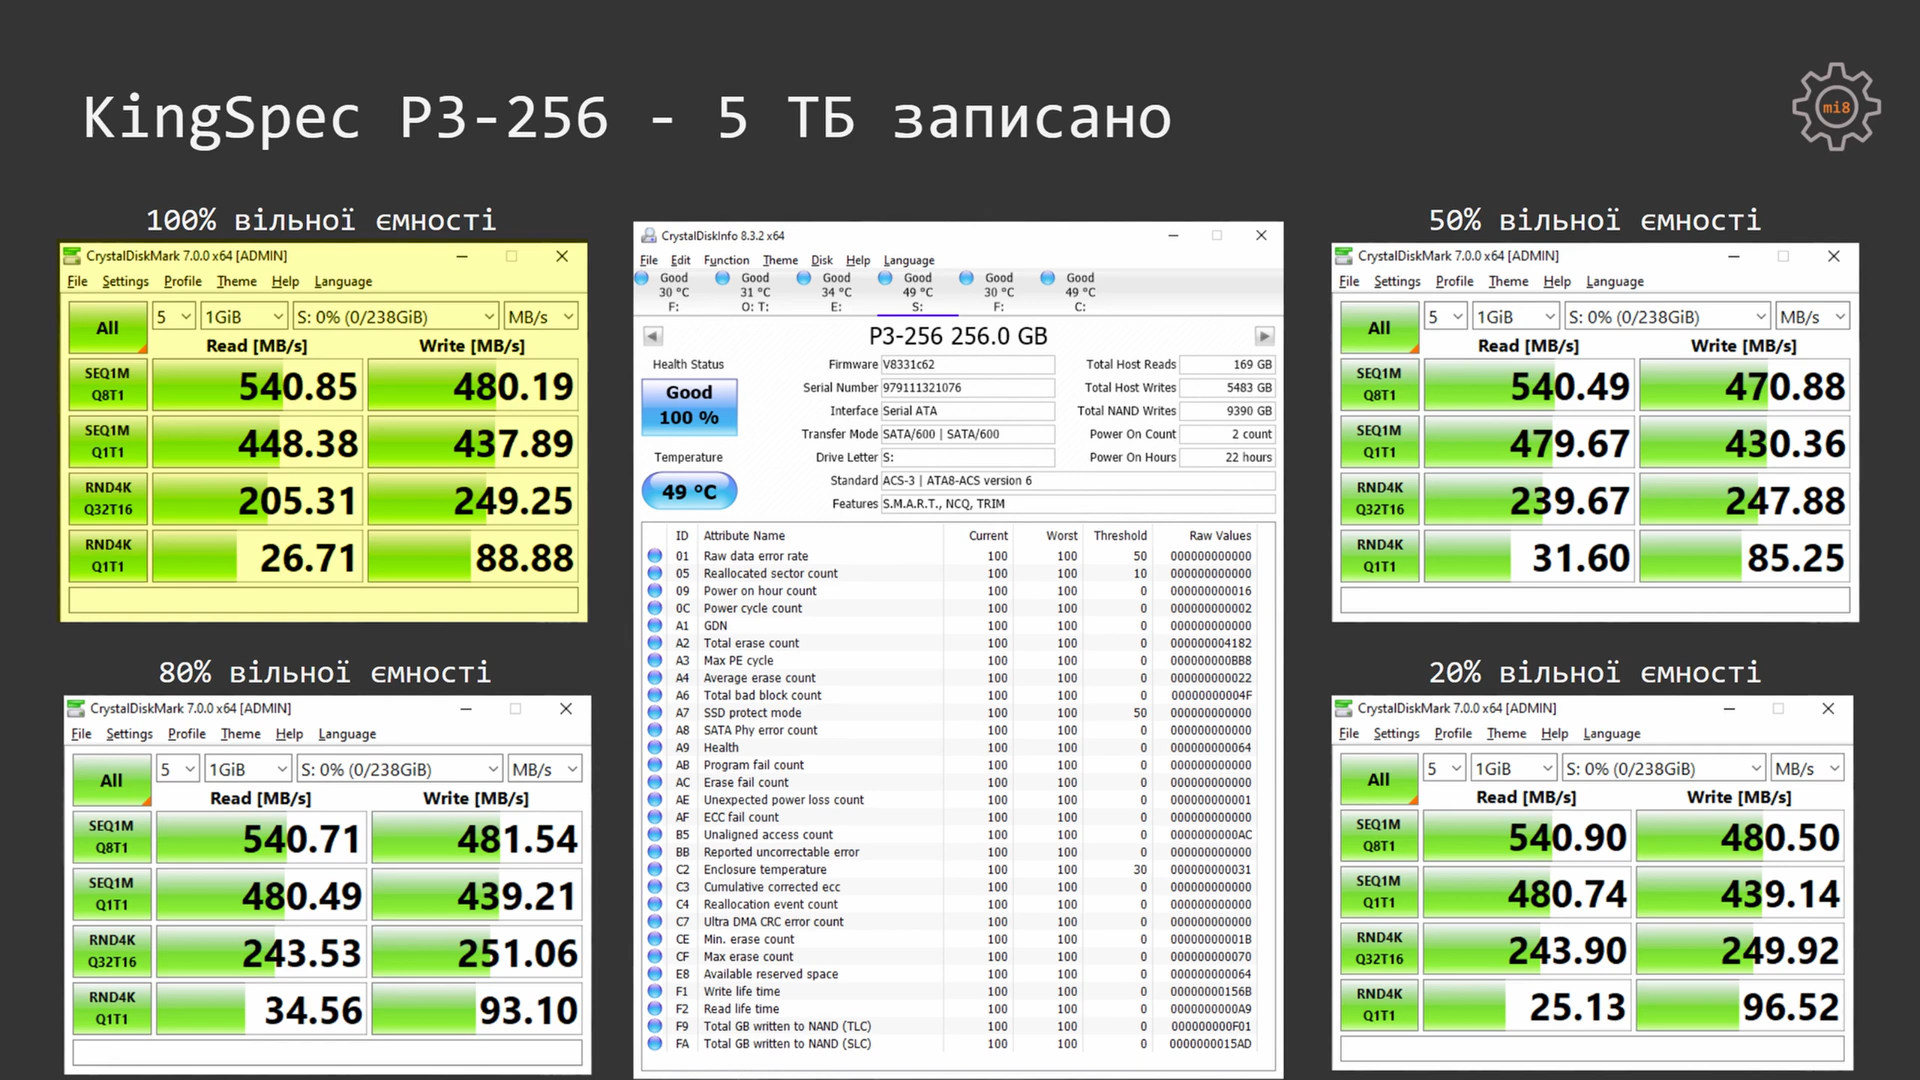 KingSpec P3-256 - 5 ТБ записано
mi8
100% вільної ємності
CrystalDiskMark 7.0.0 x64 [ADMIN]
File Settings Profile Theme Help Language
All 5 1GiB S: 0% (0/238GiB) MB/s
Read [MB/s] Write [MB/s]
SEQ1M Q8T1 540.85 480.19
SEQ1M Q1T1 448.38 437.89
RND4K Q32T16 205.31 249.25
RND4K Q1T1 26.71 88.88
80% вільної ємності
CrystalDiskMark 7.0.0 x64 [ADMIN]
File Settings Profile Theme Help Language
All 5 1GiB S: 0% (0/238GiB) MB/s
Read [MB/s] Write [MB/s]
SEQ1M Q8T1 540.71 481.54
SEQ1M Q1T1 480.49 439.21
RND4K Q32T16 243.53 251.06
RND4K Q1T1 34.56 93.10
CrystalDiskInfo 8.3.2 x64
File Edit Function Theme Disk Help Language
Good Good Good Good Good Good
30 °C 31 °C 34 °C 49 °C 30 °C 49 °C
F: O: T: E: S: F: C:
P3-256 256.0 GB
Health Status
Good
100 %
Temperature
49 °C
Firmware V8331c62
Serial Number 979111321076
Interface Serial ATA
Transfer Mode SATA/600 | SATA/600
Drive Letter S:
Standard ACS-3 | ATA8-ACS version 6
Features S.M.A.R.T., NCQ, TRIM
Total Host Reads 169 GB
Total Host Writes 5483 GB
Total NAND Writes 9390 GB
Power On Count 2 count
Power On Hours 22 hours
ID Attribute Name Current Worst Threshold Raw Values
01 Raw data error rate 100 100 50 000000000000
05 Reallocated sector count 100 100 10 000000000000
09 Power on hour count 100 100 0 000000000016
0C Power cycle count 100 100 0 000000000002
A1 GDN 100 100 0 000000000000
A2 Total erase count 100 100 0 000000004182
A3 Max PE cycle 100 100 0 000000000BB8
A4 Average erase count 100 100 0 000000000022
A6 Total bad block count 100 100 0 00000000004F
A7 SSD protect mode 100 100 50 000000000000
A8 SATA Phy error count 100 100 0 000000000000
A9 Health 100 100 0 000000000064
AB Program fail count 100 100 0 000000000000
AC Erase fail count 100 100 0 000000000000
AE Unexpected power loss count 100 100 0 000000000001
AF ECC fail count 100 100 0 000000000000
B5 Unaligned access count 100 100 0 0000000000AC
BB Reported uncorrectable error 100 100 0 000000000000
C2 Enclosure temperature 100 100 30 000000000031
C3 Cumulative corrected ecc 100 100 0 000000000000
C4 Reallocation event count 100 100 0 000000000000
C7 Ultra DMA CRC error count 100 100 0 000000000000
CE Min. erase count 100 100 0 00000000001B
CF Max erase count 100 100 0 000000000070
E8 Available reserved space 100 100 0 000000000064
F1 Write life time 100 100 0 00000000156B
F2 Read life time 100 100 0 0000000000A9
F9 Total GB written to NAND (TLC) 100 100 0 000000000F01
FA Total GB written to NAND (SLC) 100 100 0 0000000015AD
50% вільної ємності
CrystalDiskMark 7.0.0 x64 [ADMIN]
File Settings Profile Theme Help Language
All 5 1GiB S: 0% (0/238GiB) MB/s
Read [MB/s] Write [MB/s]
SEQ1M Q8T1 540.49 470.88
SEQ1M Q1T1 479.67 430.36
RND4K Q32T16 239.67 247.88
RND4K Q1T1 31.60 85.25
20% вільної ємності
CrystalDiskMark 7.0.0 x64 [ADMIN]
File Settings Profile Theme Help Language
All 5 1GiB S: 0% (0/238GiB) MB/s
Read [MB/s] Write [MB/s]
SEQ1M Q8T1 540.90 480.50
SEQ1M Q1T1 480.74 439.14
RND4K Q32T16 243.90 249.92
RND4K Q1T1 25.13 96.52